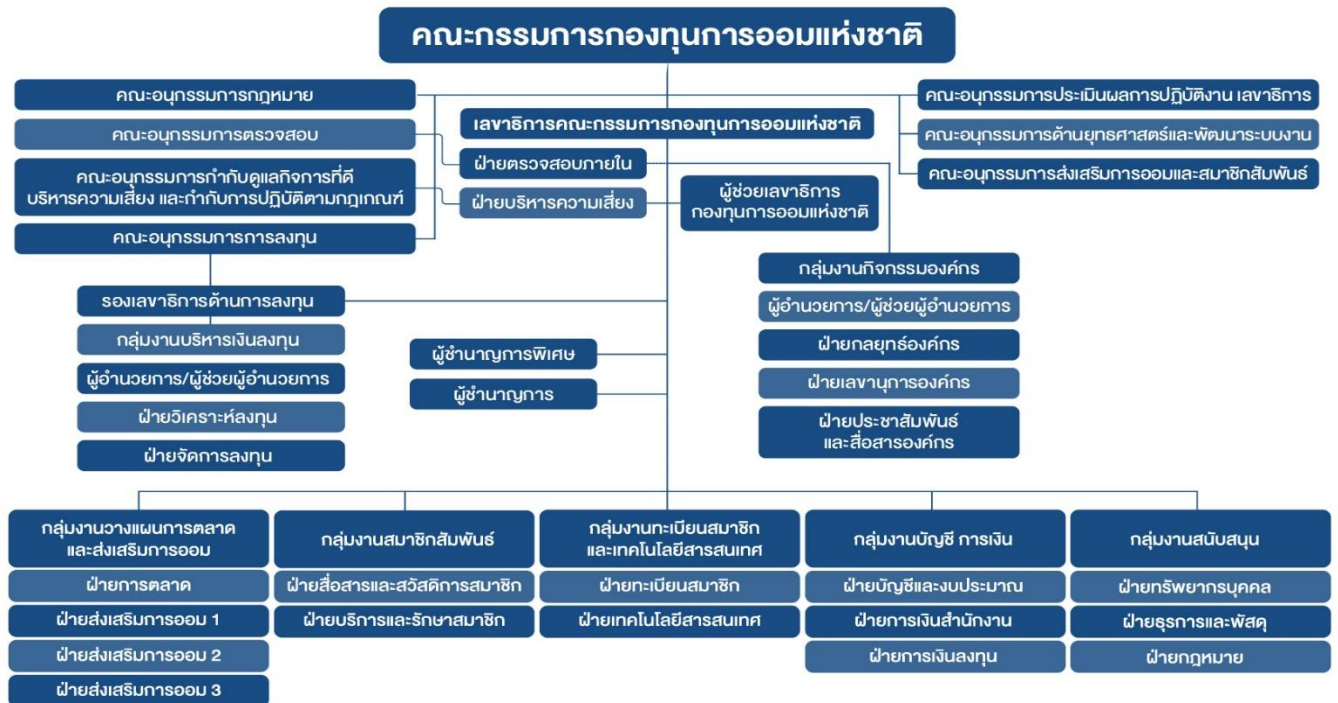 คณะกรรมการกองทุนการออมแห่งชาติ
คณะอนุกรรมการกฎหมาย
คณะอนุกรรมการตรวจสอบ
คณะอนุกรรมการกำกับดูแลกิจการที่ดี
บริหารความเสี่ยง และกำกับการปฏิบัติตามกฎเกณฑ์
คณะอนุกรรมการการลงทุน
เลขาธิการคณะกรรมการกองทุนการออมแห่งชาติ
ฝ่ายตรวจสอบภายใน
ฝ่ายบริหารความเสี่ยง
ผู้ช่วยเลขาธิการ
กองทุนการออมแห่งชาติ
คณะอนุกรรมการประเมินผลการปฏิบัติงาน เลขาธิการ
คณะอนุกรรมการด้านยุทธศาสตร์และพัฒนาระบบงาน
คณะอนุกรรมการส่งเสริมการออมและสมาชิกสัมพันธ์
รองเลขาธิการด้านการลงทุน
กลุ่มงานบริหารเงินลงทุน
ผู้อำนวยการ/ผู้ช่วยผู้อำนวยการ
ฝ่ายวิเคราะห์ลงทุน
ฝ่ายจัดการลงทุน
ผู้ชำนาญการพิเศษ
ผู้ชำนาญการ
กลุ่มงานกิจกรรมองค์กร
ผู้อำนวยการ/ผู้ช่วยผู้อำนวยการ
ฝ่ายกลยุทธ์องค์กร
ฝ่ายเลขานุการองค์กร
ฝ่ายประชาสัมพันธ์
และสื่อสารองค์กร
กลุ่มงานวางแผนการตลาด
และส่งเสริมการออม
ฝ่ายการตลาด
ฝ่ายส่งเสริมการออม 1
ฝ่ายส่งเสริมการออม 2
ฝ่ายส่งเสริมการออม 3
กลุ่มงานสมาชิกสัมพันธ์
ฝ่ายสื่อสารและสวัสดิการสมาชิก
ฝ่ายบริการและรักษาสมาชิก
กลุ่มงานทะเบียนสมาชิก
และเทคโนโลยีสารสนเทศ
ฝ่ายทะเบียนสมาชิก
ฝ่ายเทคโนโลยีสารสนเทศ
กลุ่มงานบัญชี การเงิน
ฝ่ายบัญชีและงบประมาณ
ฝ่ายการเงินสำนักงาน
ฝ่ายการเงินลงทุน
กลุ่มงานสนับสนุน
ฝ่ายทรัพยากรบุคคล
ฝ่ายธุรการและพัสดุ
ฝ่ายกฎหมาย